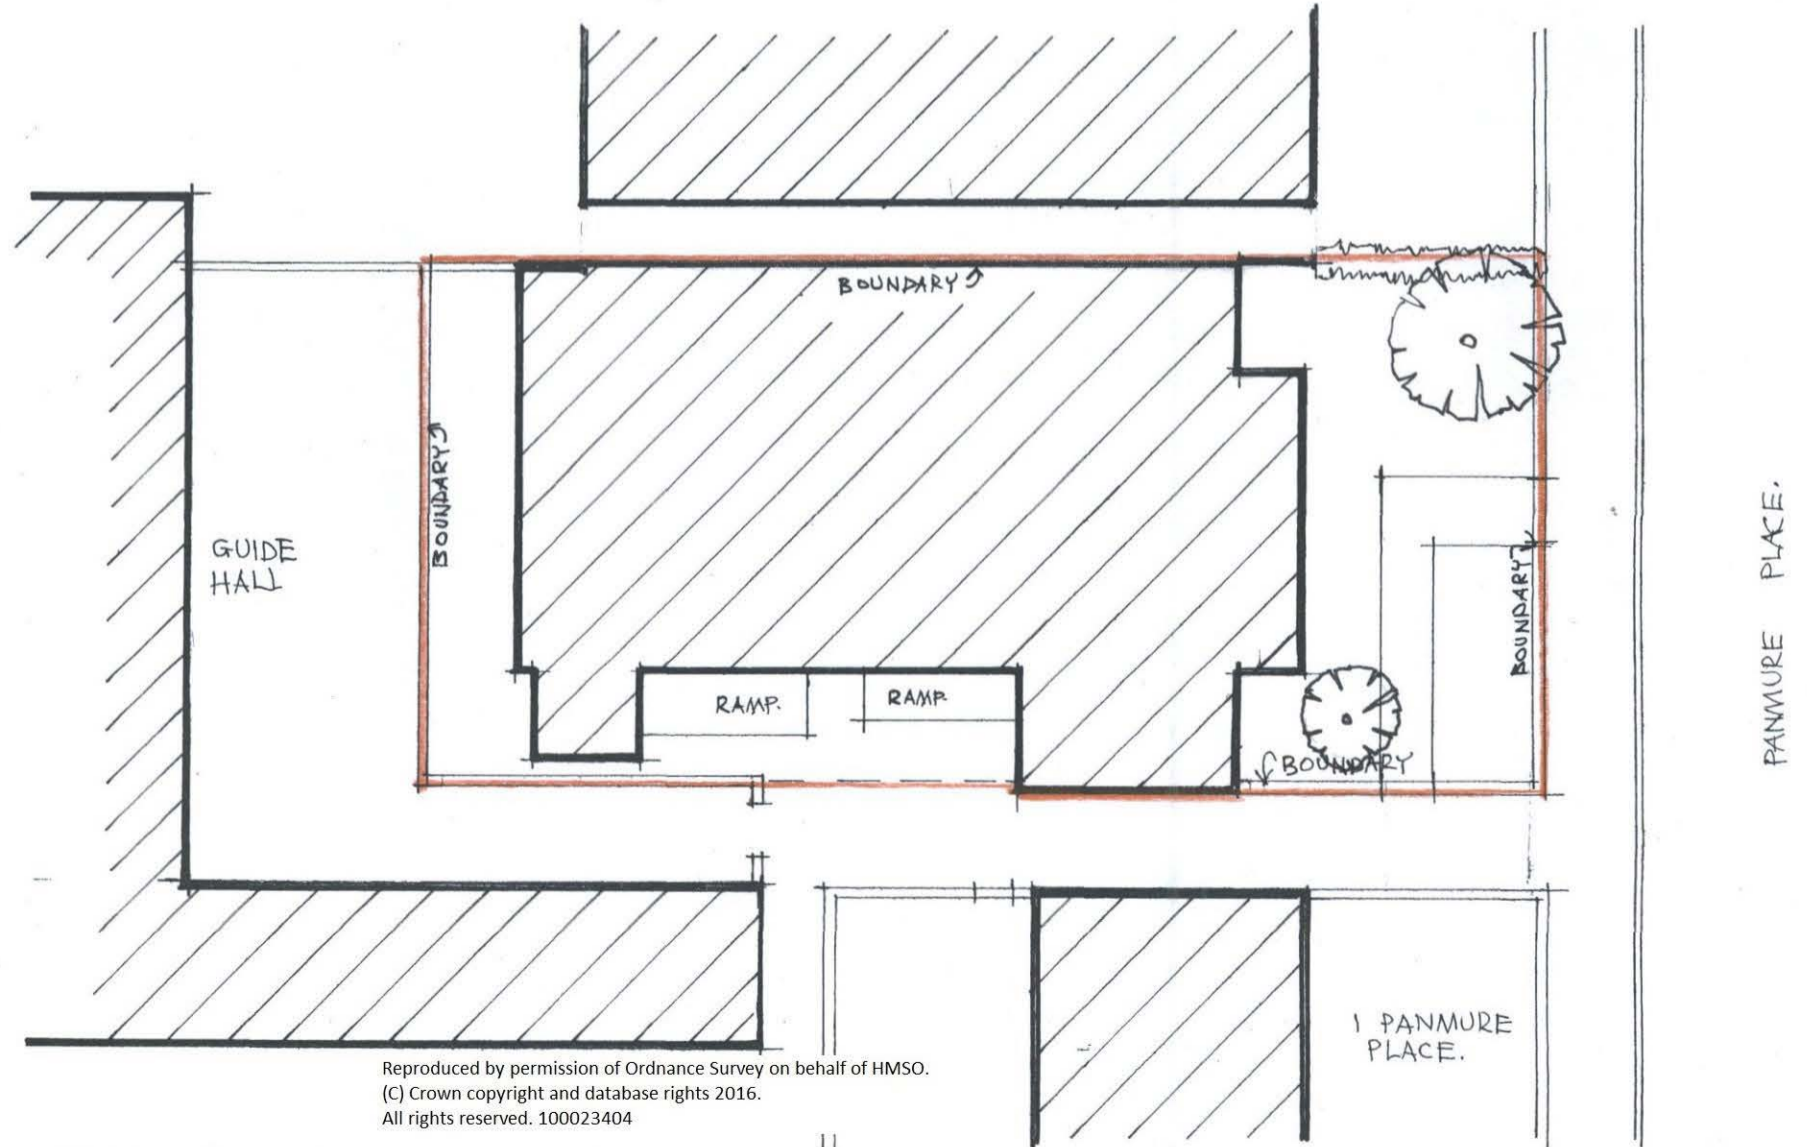 BOUNDARY
BOUNDARY
GUIDE
HALL
BOUNDARY
PANMURE PLACE.
RAMP.
RAMP.
BOUNDARY
1 PANMURE
PLACE.
Reproduced by permission of Ordnance Survey on behalf of HMSO.
(C) Crown copyright and database rights 2016.
All rights reserved. 100023404